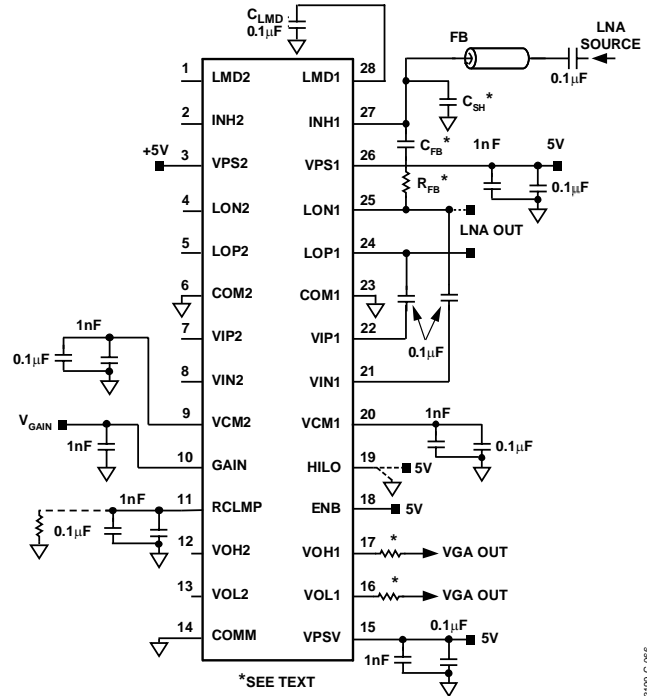 CLMD
0.1µF
FB
LNA
SOURCE
0.1µF
1 LMD2
LMD1 28
CSH*
2 INH2
INH1 27
CFB*
1nF
5V
+5V
3 VPS2
VPS1 26
RFB*
0.1µF
4 LON2
LON1 25
LNA OUT
5 LOP2
LOP1 24
6 COM2
COM1 23
1nF
7 VIP2
VIP1 22
0.1µF
0.1µF
8 VIN2
VIN1 21
9 VCM2
VCM1 20
1nF
VGAIN
0.1µF
1nF
10 GAIN
HILO 19
5V
1nF
11 RCLMP
ENB 18
5V
0.1µF
12 VOH2
VOH1 17
*
VGA OUT
13 VOL2
VOL1 16
*
VGA OUT
14 COMM
VPSV 15
0.1µF
5V
1nF
*SEE TEXT